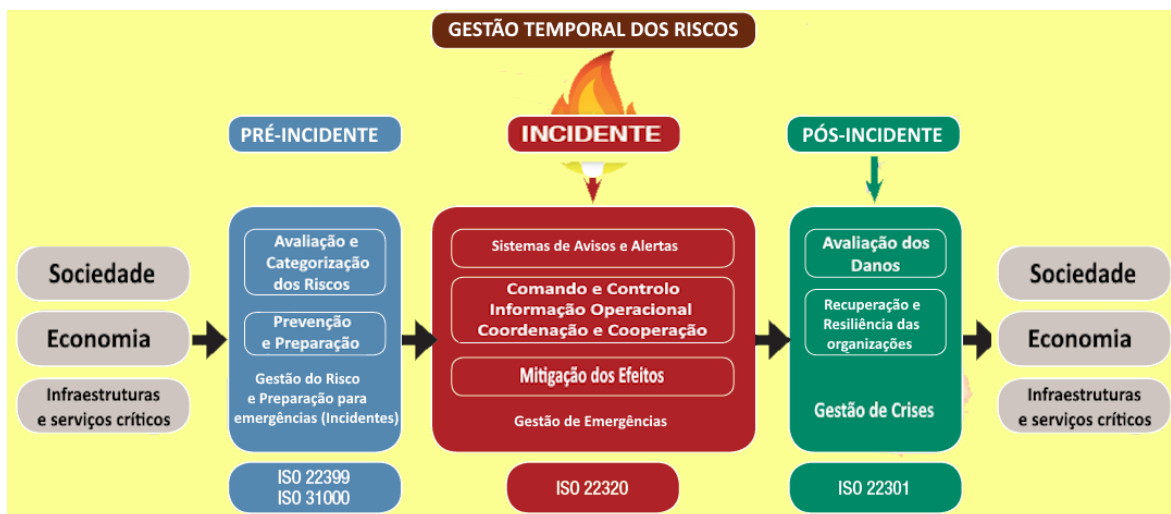 GESTÃO TEMPORAL DOS RISCOS
PRÉ-INCIDENTE
INCIDENTE
PÓS-INCIDENTE
Sociedade
Economia
Infraestruturas
e serviços críticos
Avaliação e
Categorização
dos Riscos
Prevenção
e Preparação
Gestão do Risco
e Preparação para
emergências (Incidentes)
ISO 22399
ISO 31000
Sistemas de Avisos e Alertas
Comando e Controlo
Informação Operacional
Coordenação e Cooperação
Mitigação dos Efeitos
Gestão de Emergências
ISO 22320
Avaliação dos
Danos
Recuperação e
Resiliência das
organizações
Gestão de Crises
ISO 22301
Sociedade
Economia
Infraestruturas
e serviços críticos